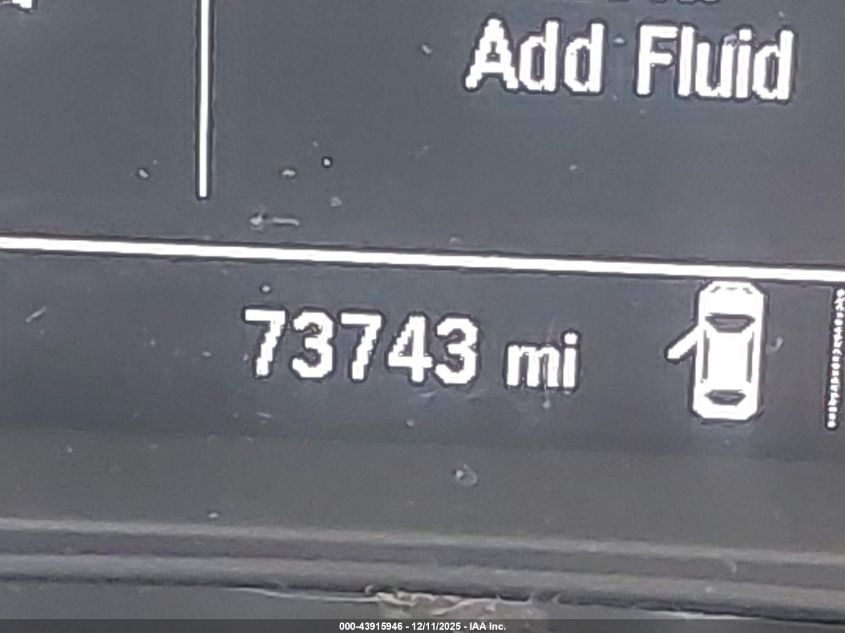 Add Fluid
73743 mi
000-43915946 - 12/11/2025 - IAA Inc.